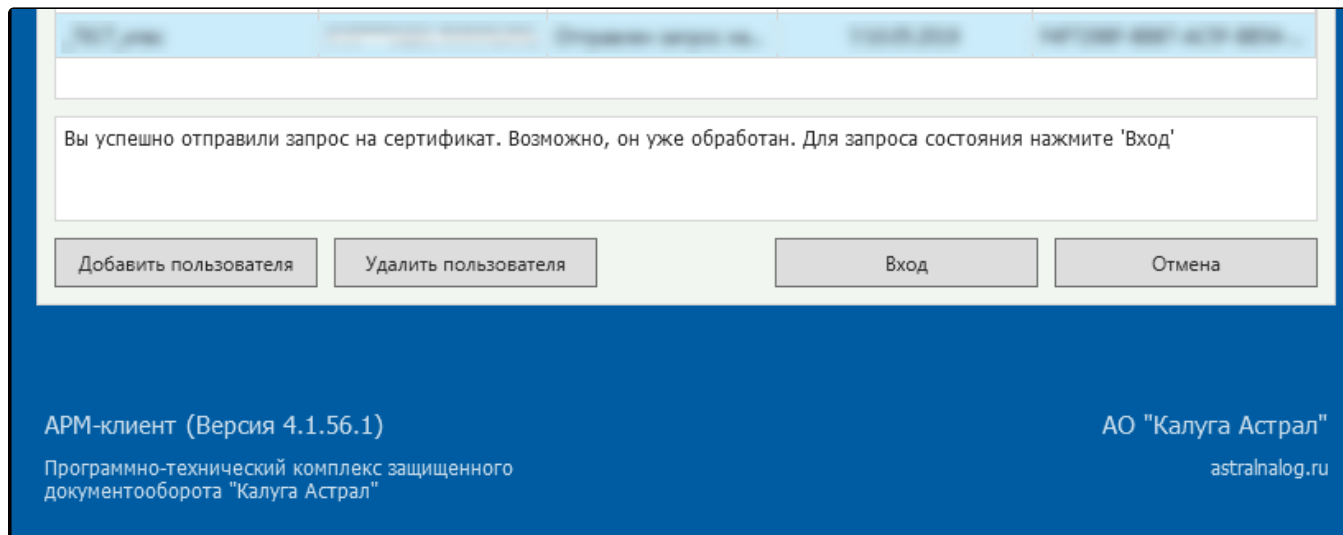 Вы успешно отправили запрос на сертификат. Возможно, он уже обработан. Для запроса состояния нажмите 'Вход'
Добавить пользователя
Удалить пользователя
Вход
Отмена
АРМ-клиент (Версия 4.1.56.1)
АО "Калуга Астрал"
Программно-технический комплекс защищенного
astralnalog.ru
документооборота "Калуга Астрал"